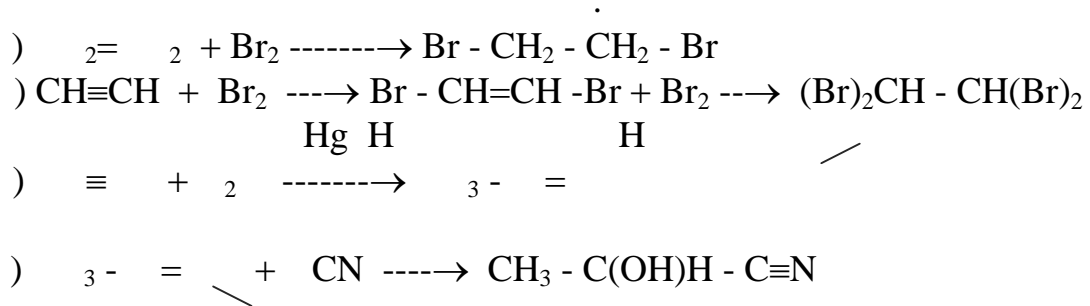 .
) ₂= ₂ + Br₂ -------→ Br - CH₂ - CH₂ - Br
) CH≡CH + Br₂ ---→ Br - CH=CH -Br + Br₂ --→ (Br)₂CH - CH(Br)₂
Hg H H
) ≡ + ₂ -------→ ₃ - =
) ₃ - = + CN ----→ CH₃ - C(OH)H - C≡N